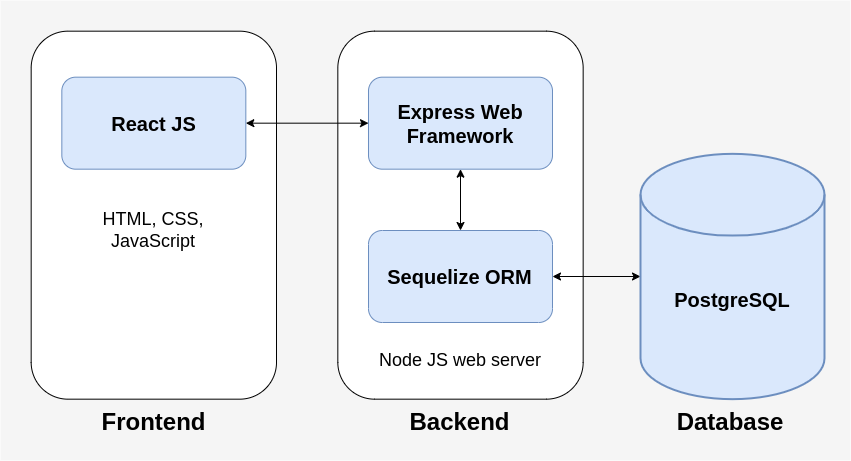 React JS
HTML, CSS,
JavaScript
Frontend
Express Web
Framework
Sequelize ORM
Node JS web server
Backend
PostgreSQL
Database